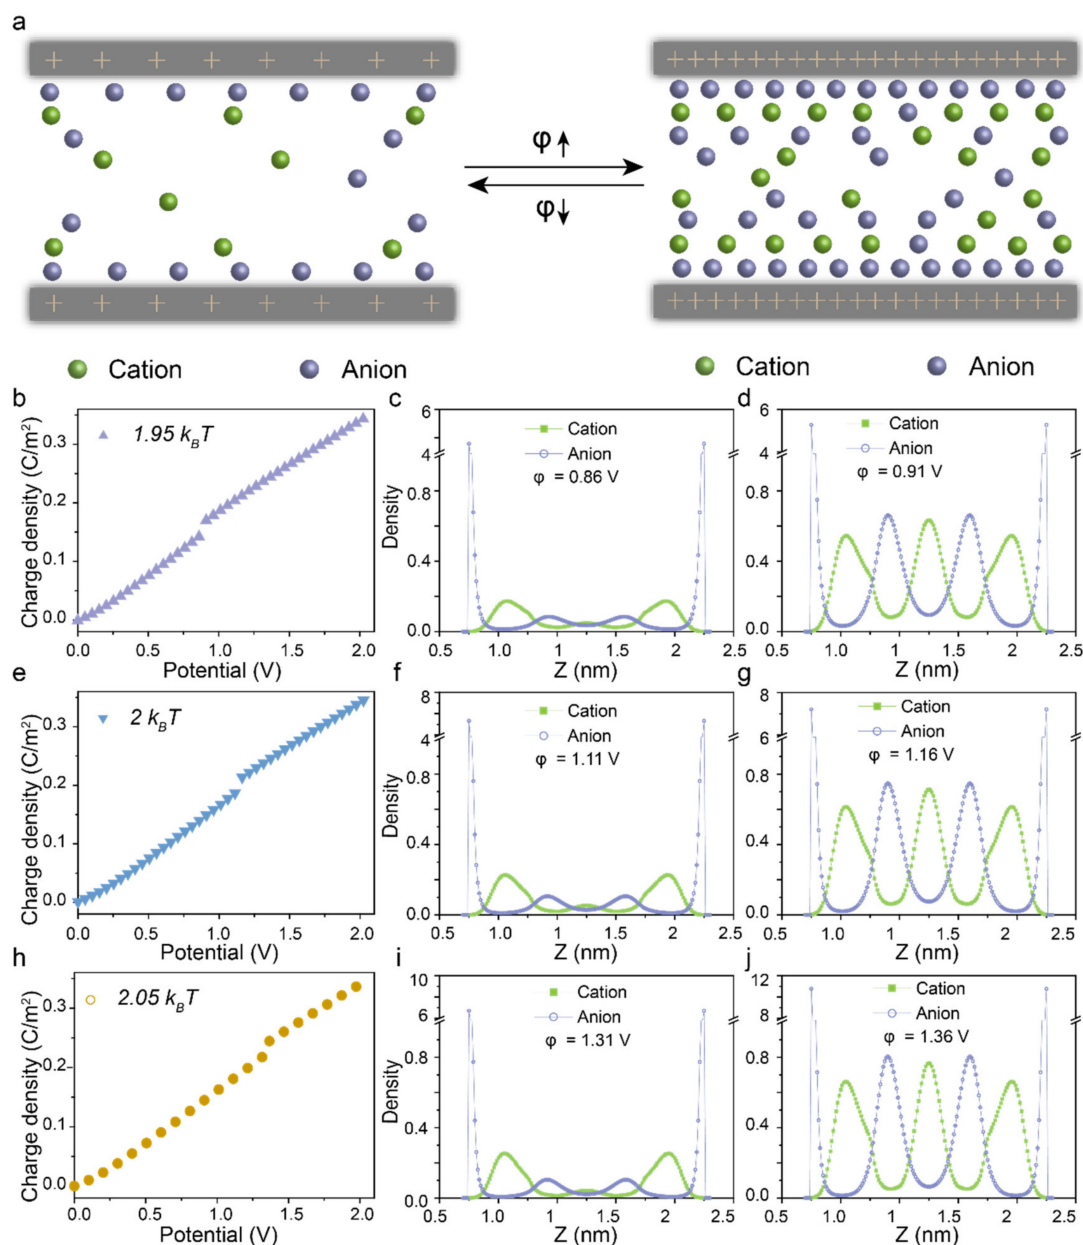 a
φ↑
φ↓
Cation Anion Cation Anion
b
Charge density (C/m²)
0.3
0.2
0.1
0.0
1.95 k_BT
0.0 0.5 1.0 1.5 2.0
Potential (V)
c
Density
6
4
0.8
0.4
0.0
Cation
Anion
φ = 0.86 V
0.5 1.0 1.5 2 2.5
Z (nm)
d
6
4
0.8
0.4
0.0
Cation
Anion
φ = 0.91 V
0.5 1.0 1 2 2.5
Z (nm)
e
Charge density (C/m²)
0.3
0.2
0.1
0.0
2 k_BT
0.0 0.5 1.0 1.5 2.0
Potential (V)
f
Density
8
6
4
0.8
0.4
0.0
Cation
Anion
φ = 1.11 V
0.5 1.0 1.5 2 2.5
Z (nm)
g
8
6
0.8
0.4
0.0
Cation
Anion
φ = 1.16 V
0.5 1.0 1 2 2.5
Z (nm)
h
Charge density (C/m²)
0.3
0.2
0.1
0.0
2.05 k_BT
0.0 0.5 1.0 1.5 2.0
Potential (V)
i
Density
10
8
6
0.8
0.4
0.0
Cation
Anion
φ = 1.31 V
0.5 1.0 1.5 2 2.5
Z (nm)
j
12
10
8
6
0.8
0.4
0.0
Cation
Anion
φ = 1.36 V
0.5 1.0 1 2 2.5
Z (nm)